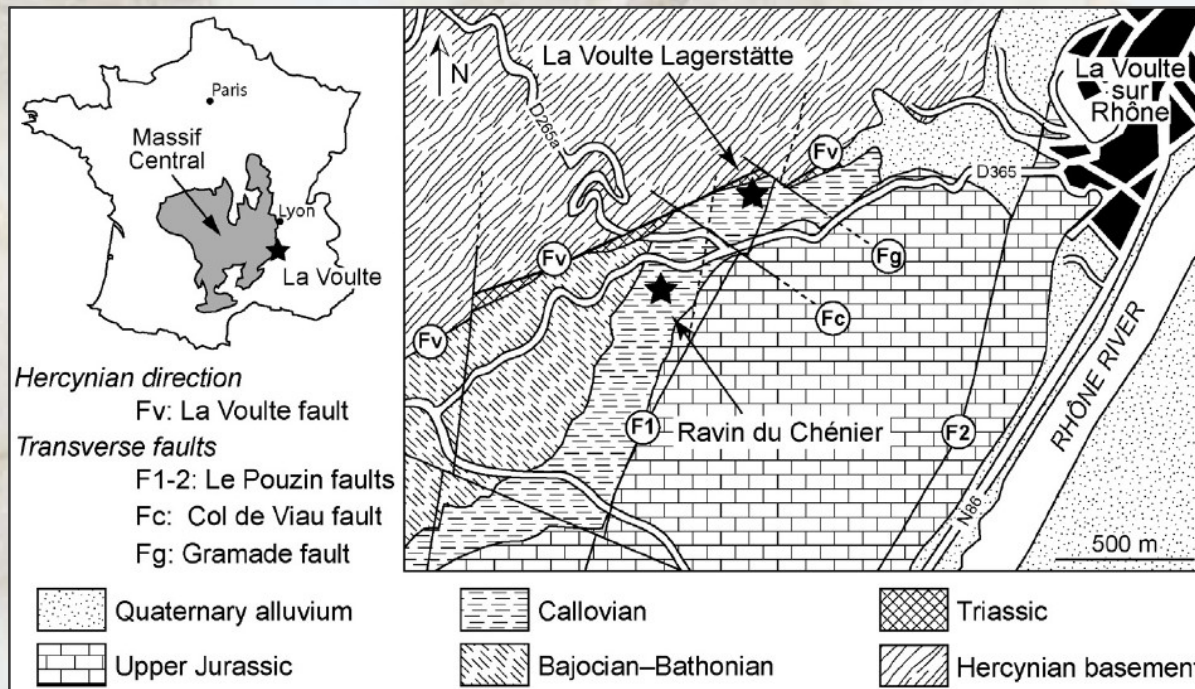 Paris
Massif
Central
Lyon
La Voulte
Hercynian direction
Fv: La Voulte fault
Transverse faults
F1-2: Le Pouzin faults
Fc: Col de Viau fault
Fg: Gramade fault
N
D265a
La Voulte Lagerstätte
La Voulte
sur
Rhône
Fv
D365
Fv
Fg
Fc
Fv
F1
Ravin du Chénier
F2
RHÔNE RIVER
N86
500 m
Quaternary alluvium
Callovian
Triassic
Upper Jurassic
Bajocian–Bathonian
Hercynian basement